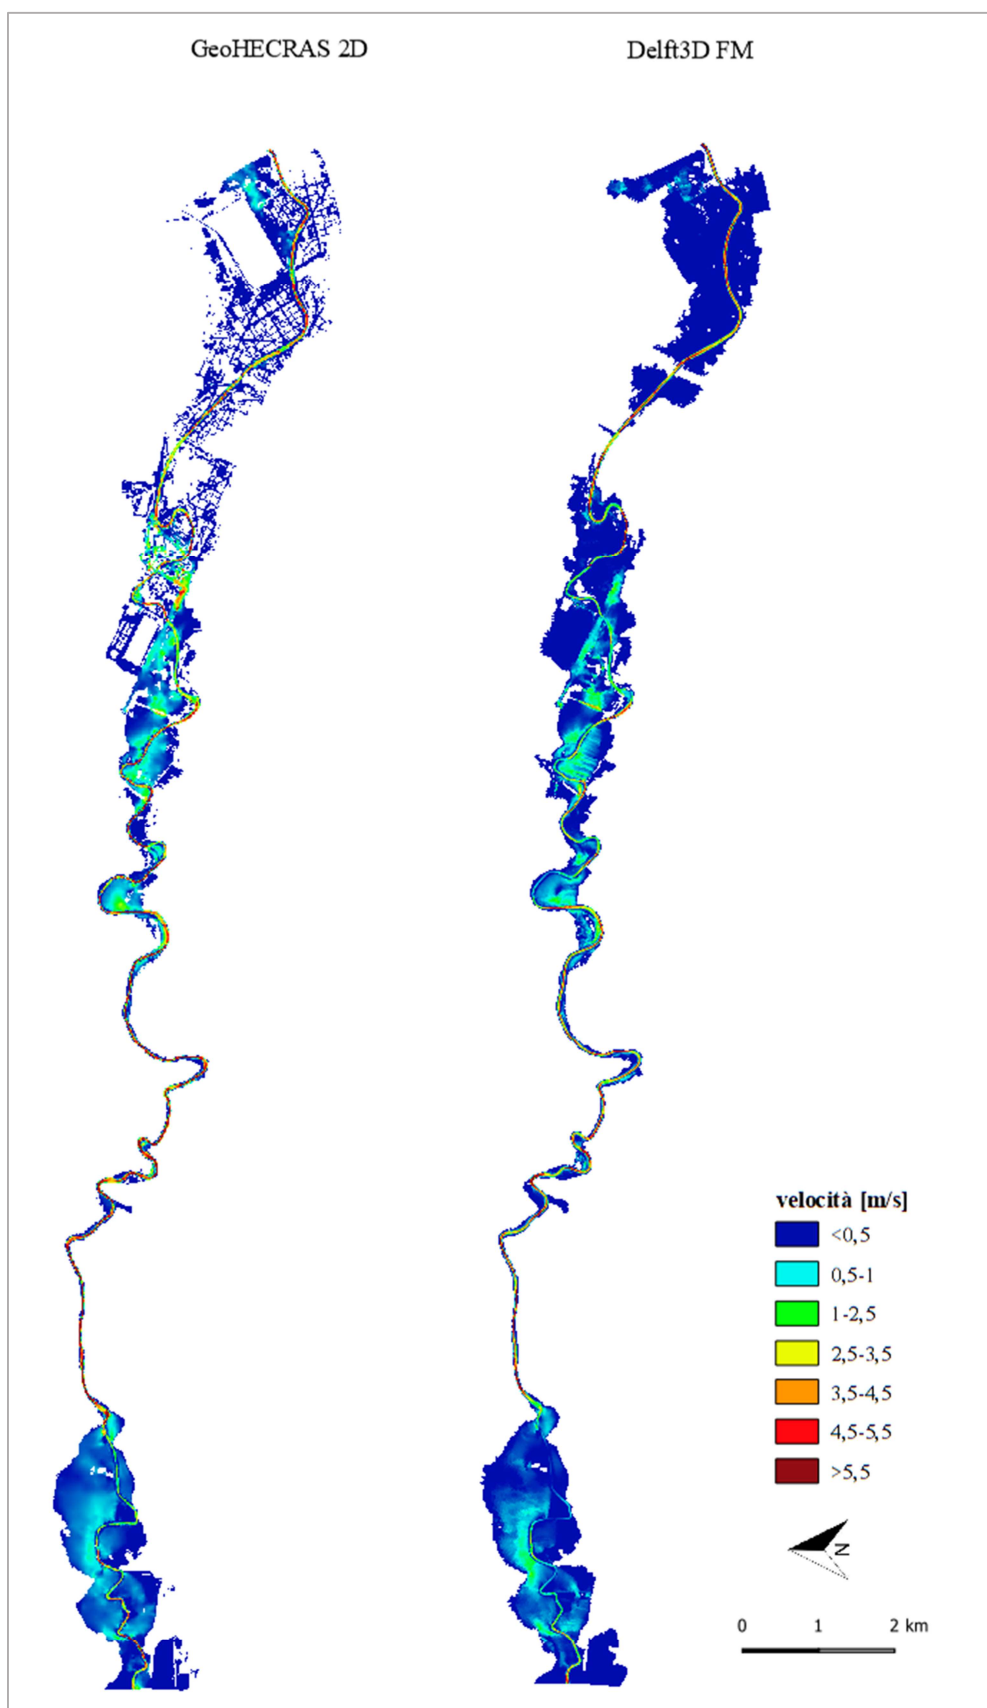 GeoHECRAS 2D
Delft3D FM
velocità [m/s]
<0,5
0,5-1
1-2,5
2,5-3,5
3,5-4,5
4,5-5,5
>5,5
N
0 1 2 km